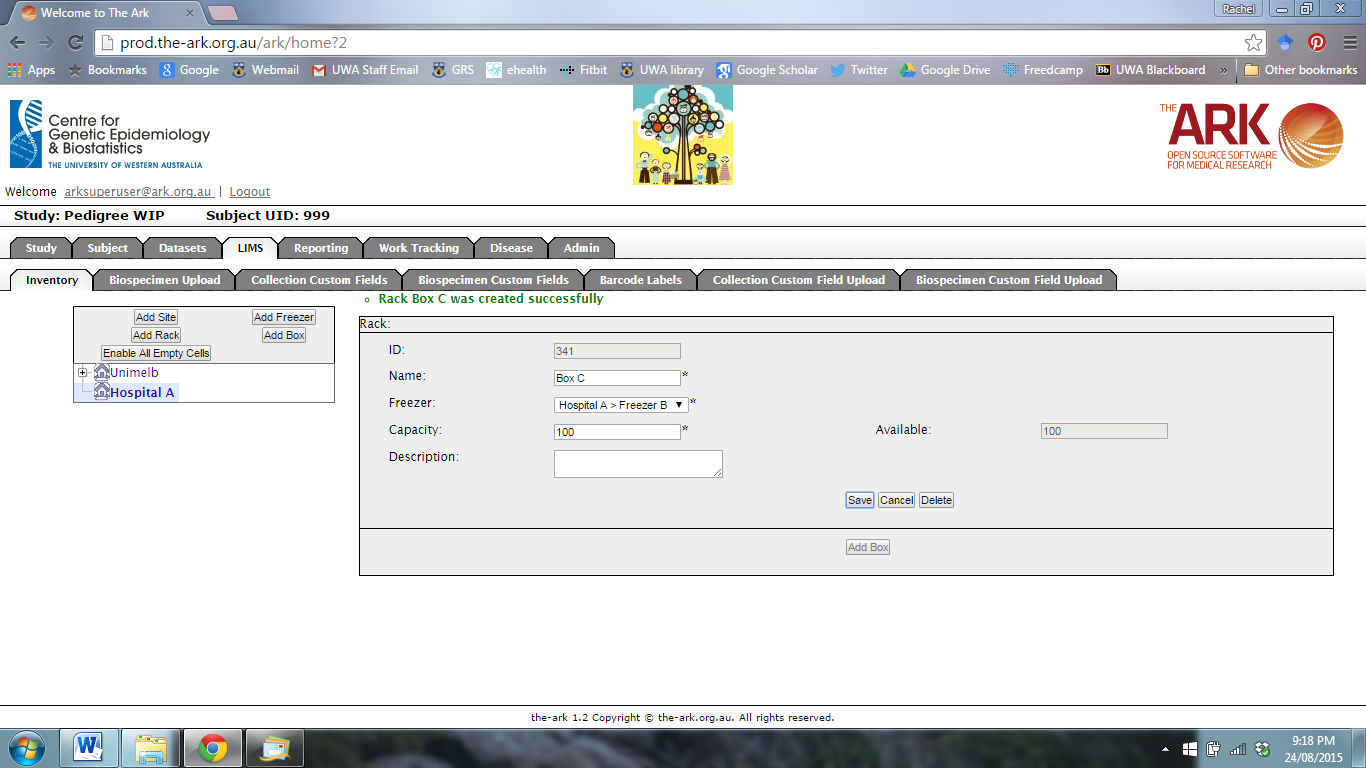 Welcome to The Ark
Rachel
prod.the-ark.org.au/ark/home?2
Apps Bookmarks Google Webmail UWA Staff Email GRS ehealth Fitbit UWA library Google Scholar Twitter Google Drive Freedcamp Bb UWA Blackboard » Other bookmarks
Centre for
Genetic Epidemiology
& Biostatistics
THE UNIVERSITY OF WESTERN AUSTRALIA
THE ARK
OPEN SOURCE SOFTWARE
FOR MEDICAL RESEARCH
Welcome arksuperuser@ark.org.au | Logout
Study: Pedigree WIP Subject UID: 999
Study Subject Datasets LIMS Reporting Work Tracking Disease Admin
Inventory Biospecimen Upload Collection Custom Fields Biospecimen Custom Fields Barcode Labels Collection Custom Field Upload Biospecimen Custom Field Upload
Rack Box C was created successfully
Add Site Add Freezer
Add Rack Add Box
Enable All Empty Cells
Unimelb
Hospital A
Rack:
ID: 341
Name: Box C *
Freezer: Hospital A > Freezer B *
Capacity: 100 * Available: 100
Description:
Save Cancel Delete
Add Box
the-ark 1.2 Copyright © the-ark.org.au. All rights reserved.
9:18 PM
24/08/2015